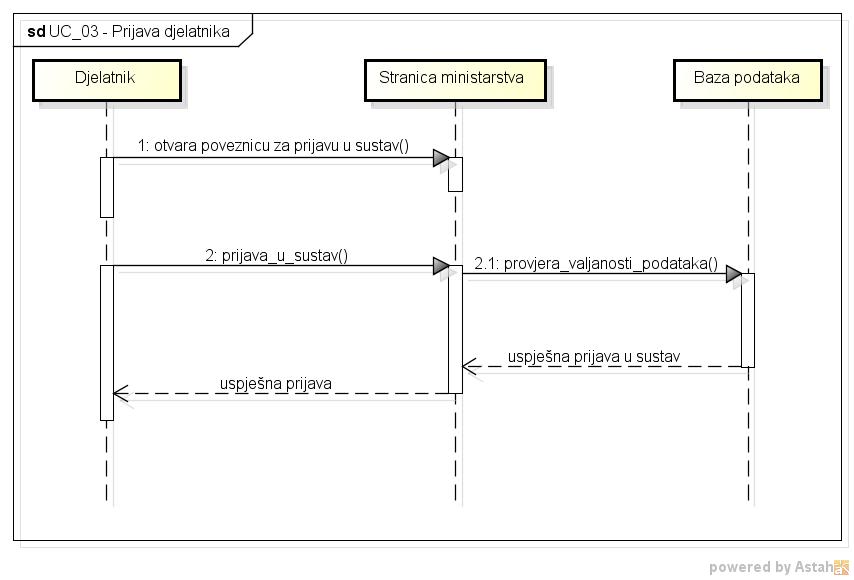 sd UC_03 - Prijava djelatnika
Djelatnik
Stranica ministarstva
Baza podataka
1: otvara poveznicu za prijavu u sustav()
2: prijava_u_sustav()
2.1: provjera_valjanosti_podataka()
uspješna prijava u sustav
uspješna prijava
powered by Astah